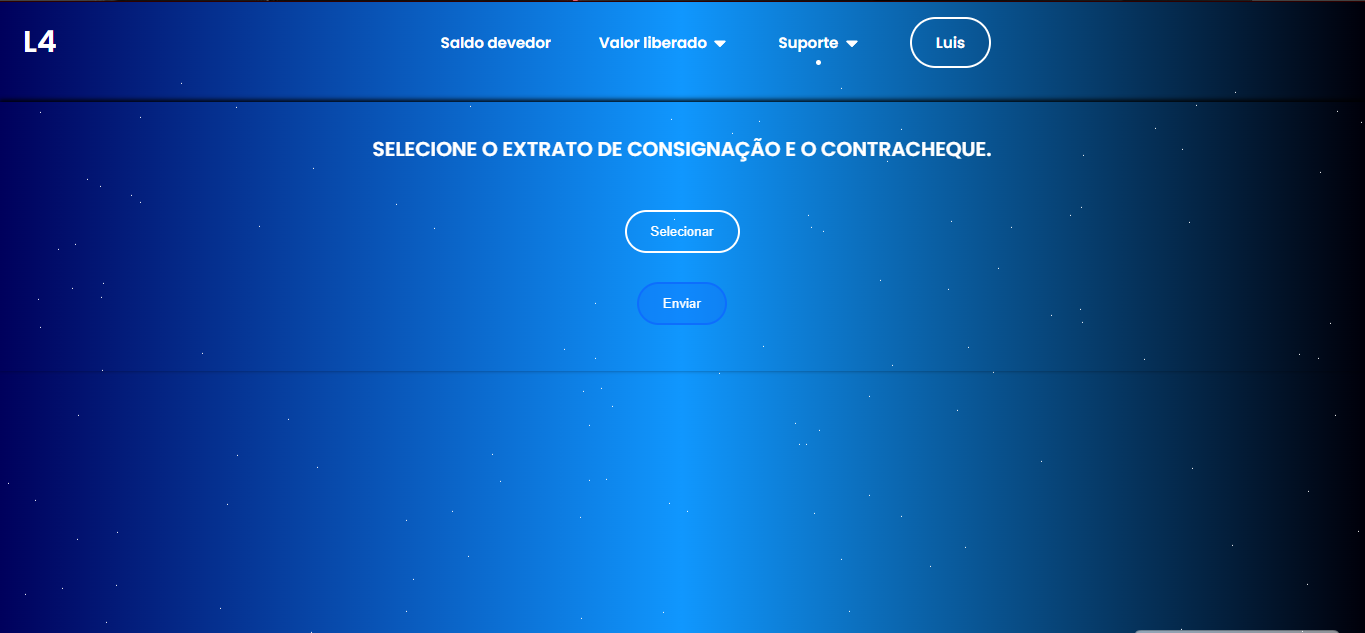 L4
Saldo devedor
Valor liberado
Suporte
Luis
SELECIONE O EXTRATO DE CONSIGNAÇÃO E O CONTRACHEQUE.
Selecionar
Enviar